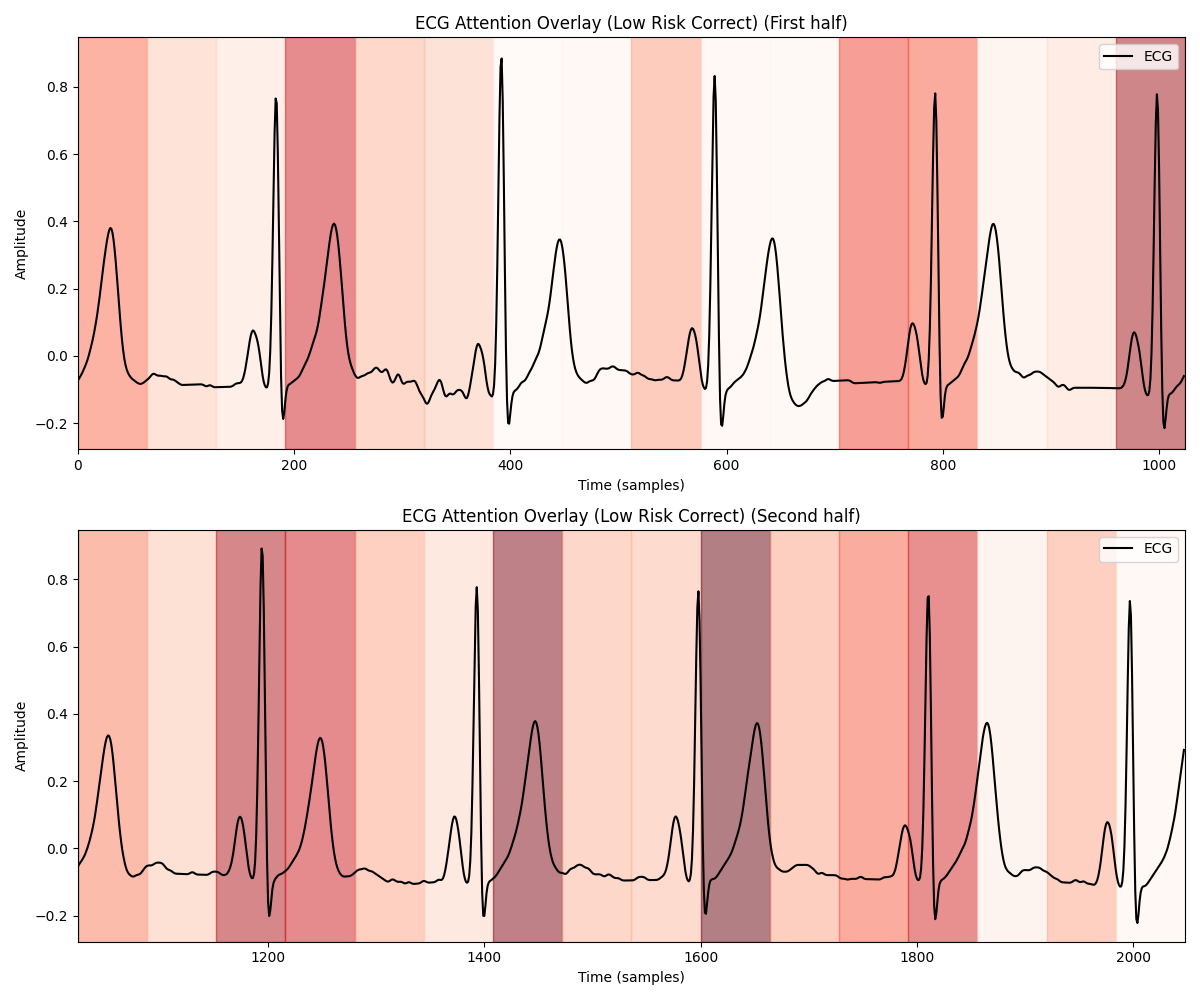 ECG Attention Overlay (Low Risk Correct) (First half)
ECG
Amplitude
0.8
0.6
0.4
0.2
0.0
−0.2
0 200 400 600 800 1000
Time (samples)
ECG Attention Overlay (Low Risk Correct) (Second half)
ECG
Amplitude
0.8
0.6
0.4
0.2
0.0
−0.2
1200 1400 1600 1800 2000
Time (samples)